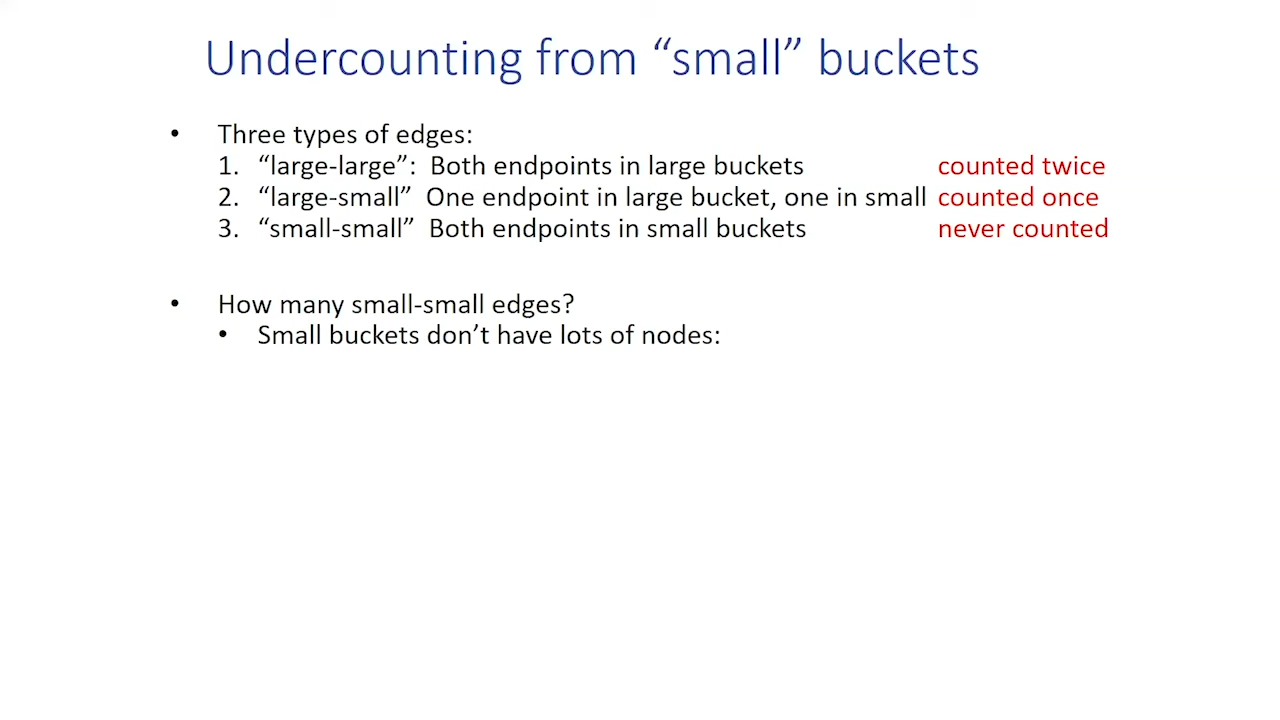 Undercounting from “small” buckets
• Three types of edges:
1. “large-large”: Both endpoints in large buckets counted twice
2. “large-small” One endpoint in large bucket, one in small counted once
3. “small-small” Both endpoints in small buckets never counted
• How many small-small edges?
• Small buckets don’t have lots of nodes: